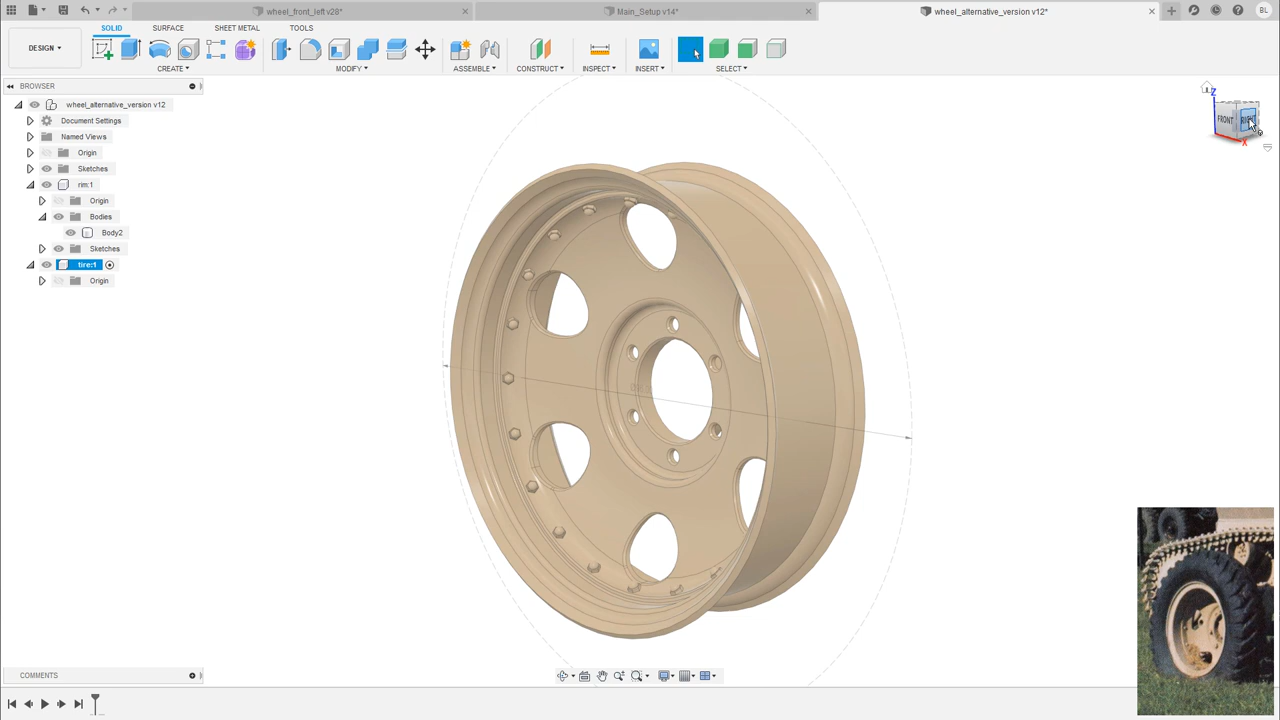 wheel_front_left v28*
Main_Setup v14*
wheel_alternative_version v12*
BL
SOLID
SURFACE
SHEET METAL
TOOLS
DESIGN
CREATE
MODIFY
ASSEMBLE
CONSTRUCT
INSPECT
INSERT
SELECT
BROWSER
wheel_alternative_version v12
Document Settings
Named Views
Origin
Sketches
rim:1
Origin
Bodies
Body2
Sketches
tire:1
Origin
Z
FRONT
RIGHT
X
COMMENTS